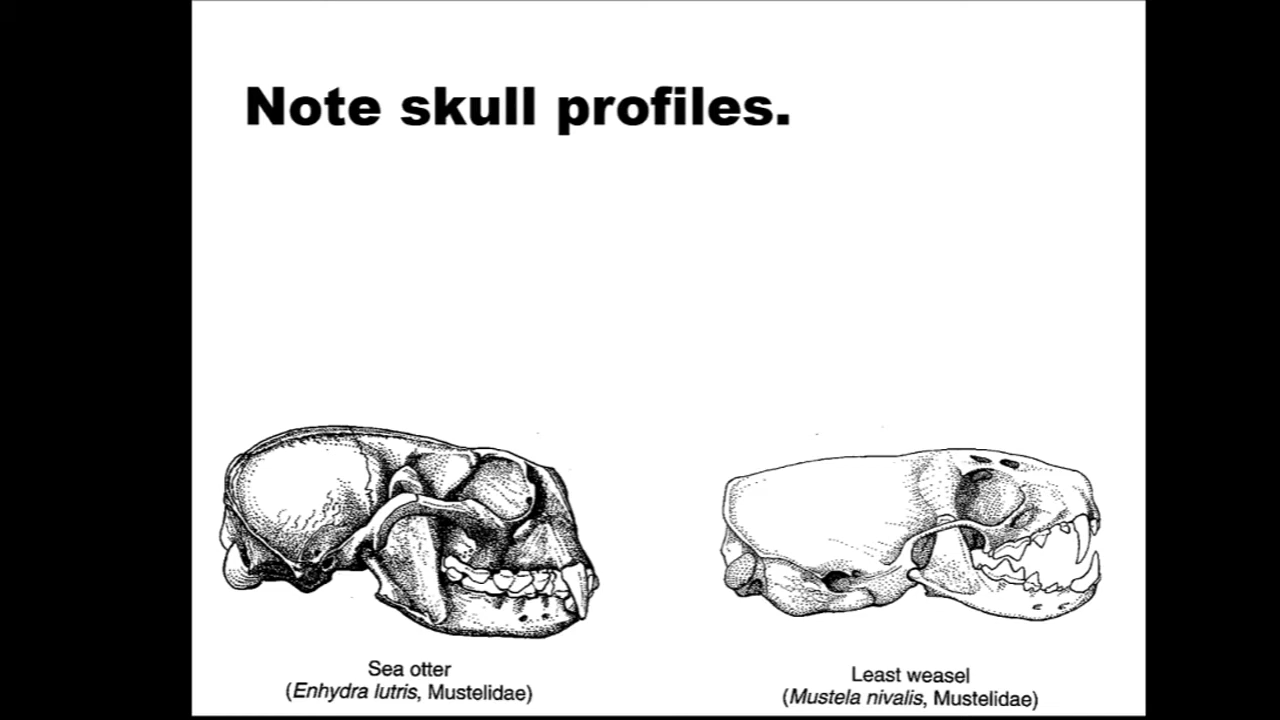 Note skull profiles.
Sea otter
(Enhydra lutris, Mustelidae)
Least weasel
(Mustela nivalis, Mustelidae)